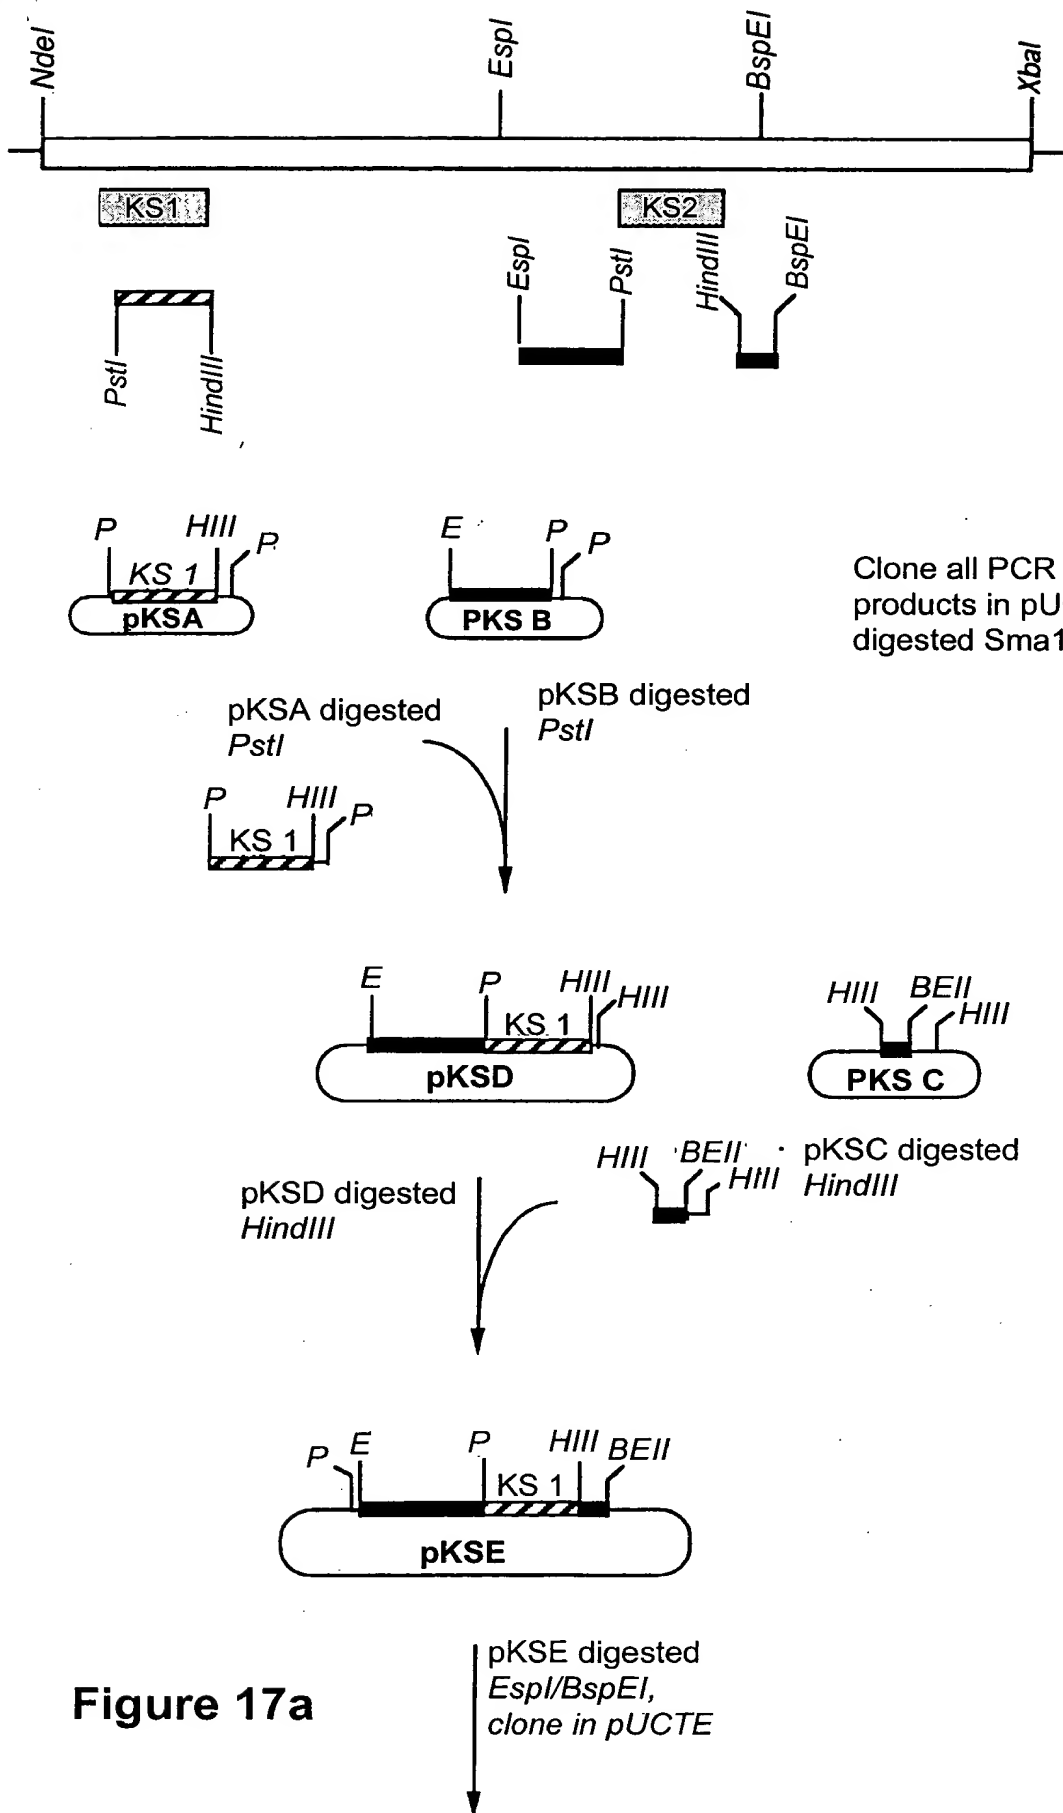 NdeI
EspI
BspEI
XbaI
KS1
KS2
EspI
PstI
HindIII
BspEI
PstI
HindIII
P
HIII
P
KS 1
pKSA
E
P
P
PKS B
Clone all PCR
products in pU
digested Sma1
pKSA digested
PstI
pKSB digested
PstI
P
HIII
P
KS 1
E
P
HIII
HIII
KS 1
pKSD
HIII
BEII
HIII
PKS C
pKSD digested
HindIII
HIII
BEII
HIII
pKSC digested
HindIII
P
E
P
HIII
BEII
KS 1
pKSE
pKSE digested
EspI/BspEI,
clone in pUCTE
Figure 17a